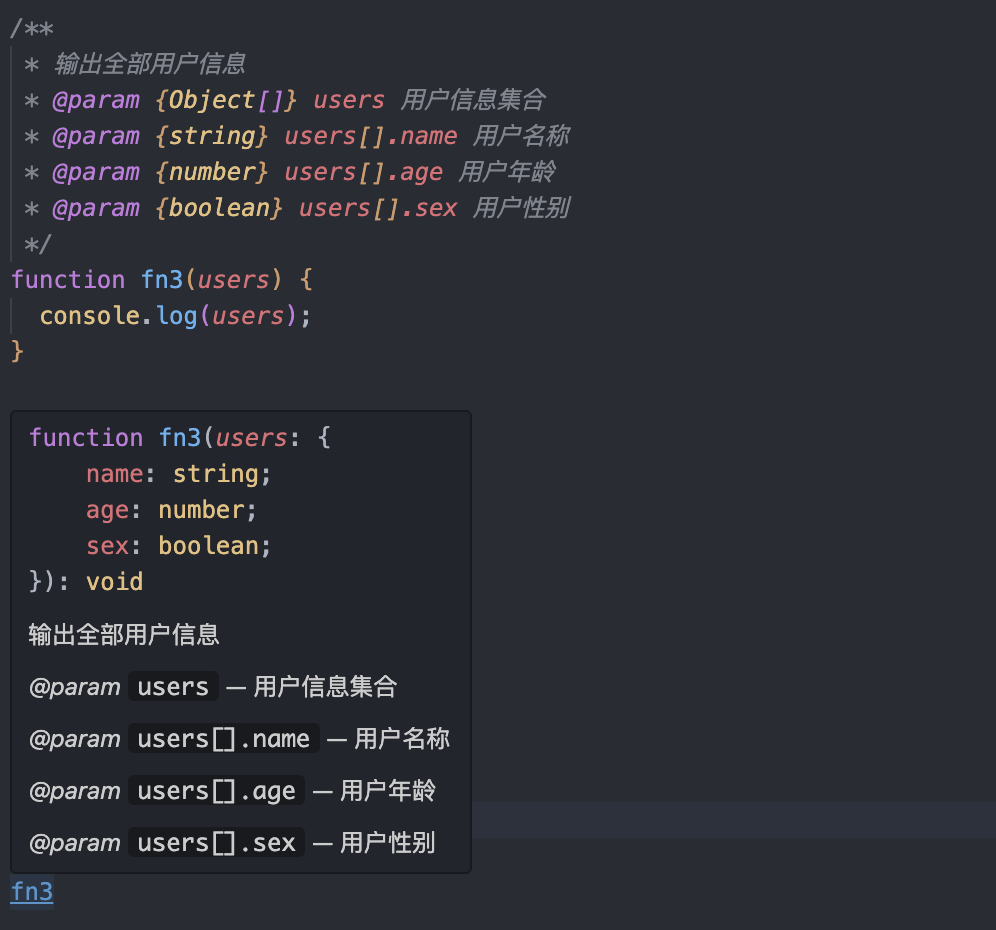 /**
 * 输出全部用户信息
 * @param {Object[]} users 用户信息集合
 * @param {string} users[].name 用户名称
 * @param {number} users[].age 用户年龄
 * @param {boolean} users[].sex 用户性别
 */
function fn3(users) {
  console.log(users);
}
function fn3(users: {
    name: string;
    age: number;
    sex: boolean;
}): void
输出全部用户信息
@param users — 用户信息集合
@param users[].name — 用户名称
@param users[].age — 用户年龄
@param users[].sex — 用户性别
fn3